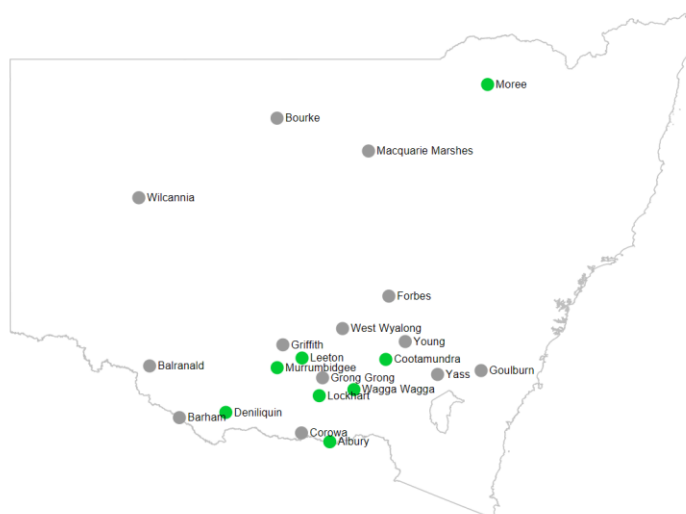 Moree
Bourke
Macquarie Marshes
Wilcannia
Forbes
West Wyalong
Young
Griffith
Leeton
Cootamundra
Balranald
Murrumbidgee
Goulburn
Yass
Grong Grong
Wagga Wagga
Lockhart
Deniliquin
Barham
Corowa
Albury